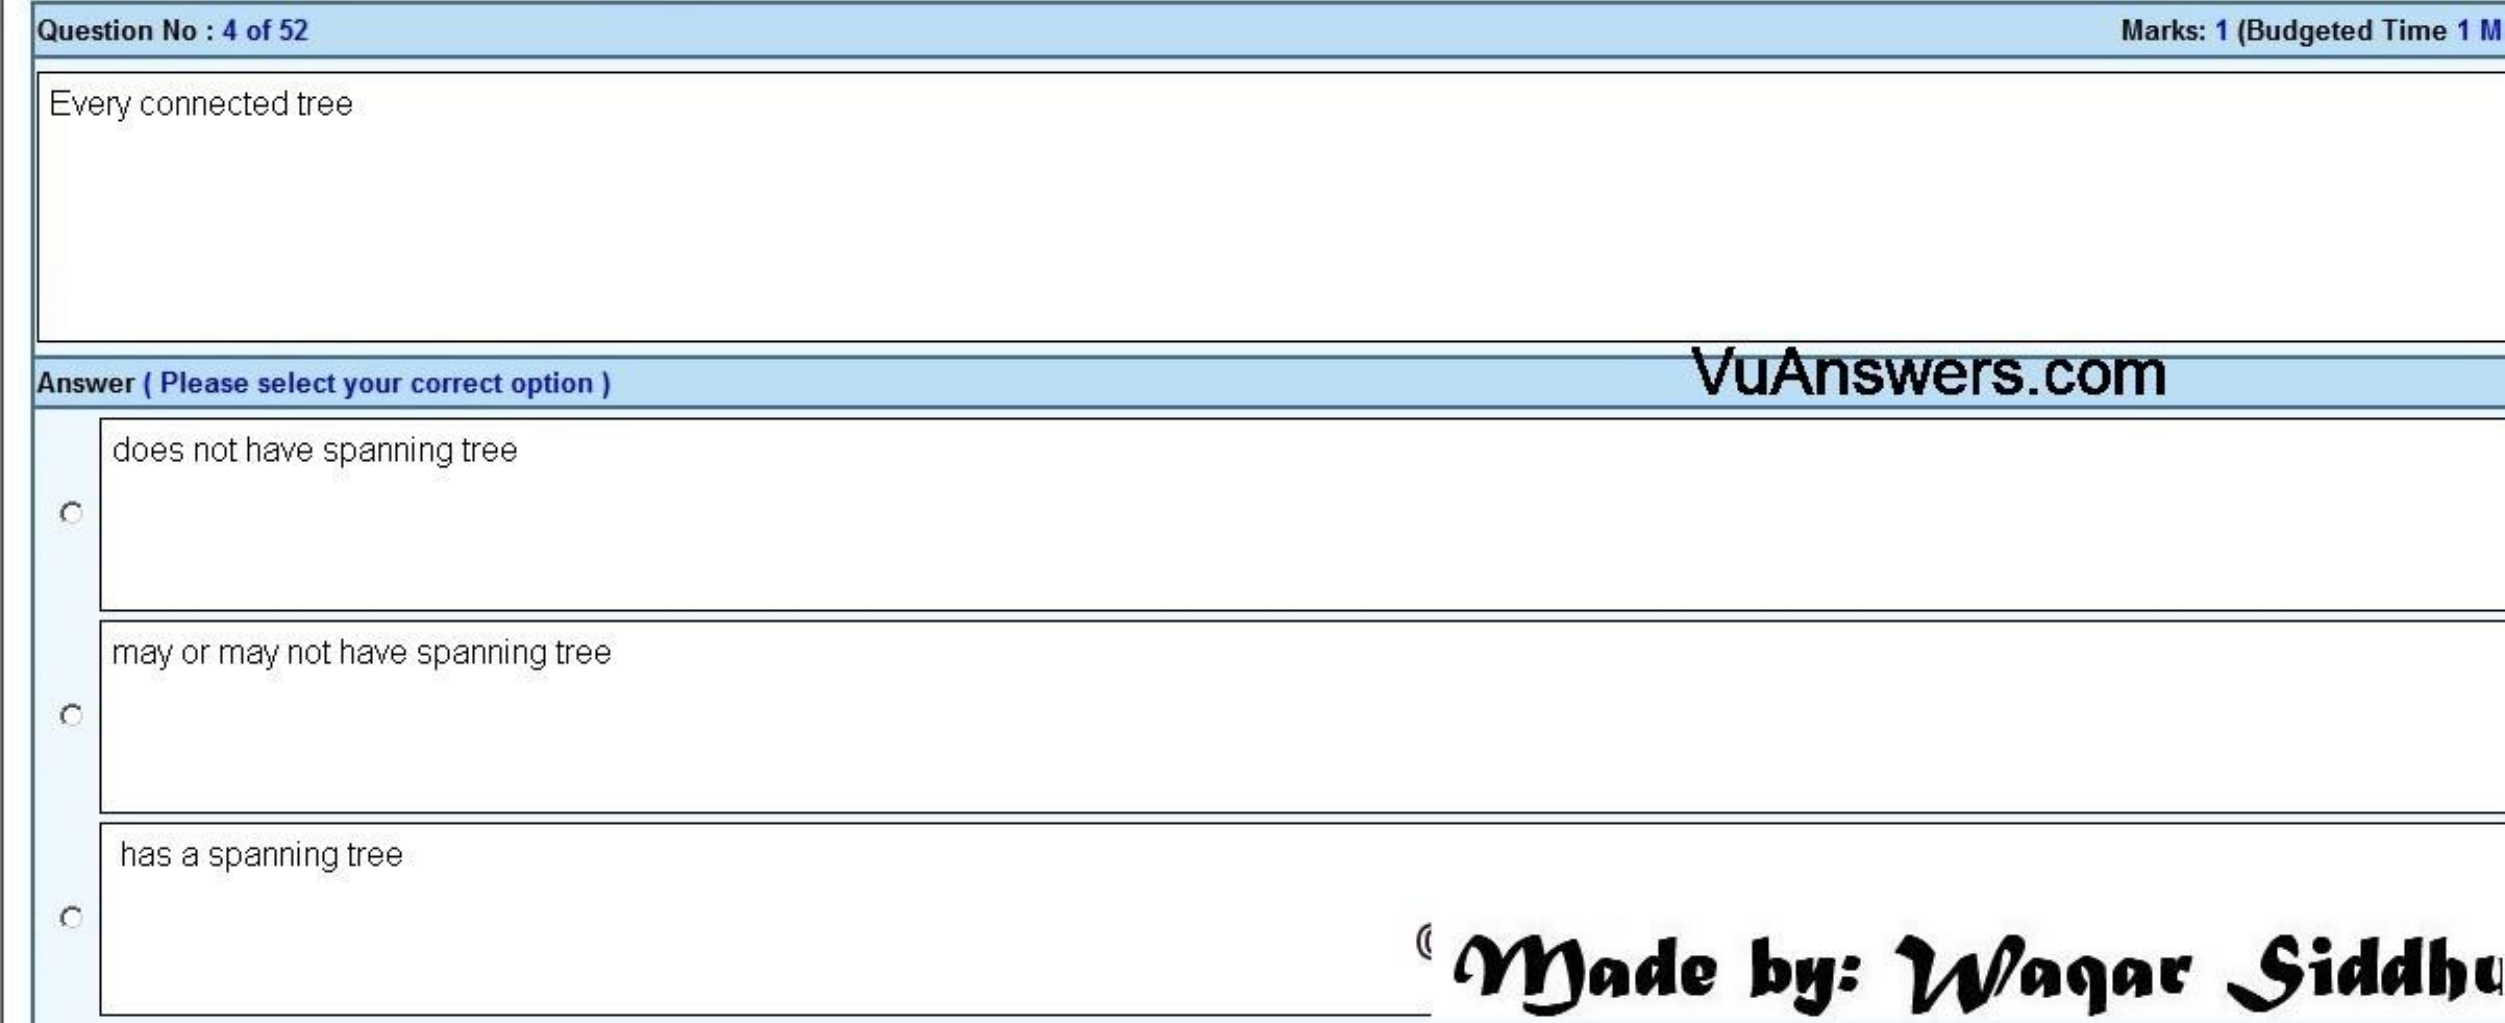 Question No : 4 of 52 Marks: 1 (Budgeted Time 1 M
Every connected tree
VuAnswers.com
Answer ( Please select your correct option )
does not have spanning tree
may or may not have spanning tree
has a spanning tree
Made by: Waqar Siddhu